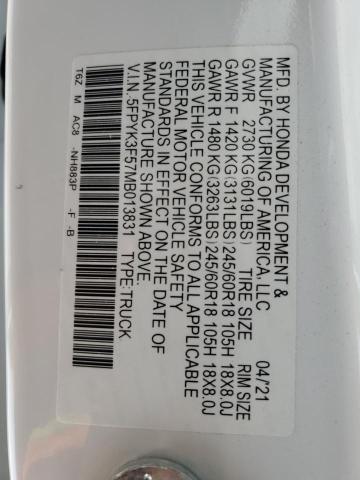 MFD. BY HONDA DEVELOPMENT &
MANUFACTURING OF AMERICA, LLC 04/21
GVWR 2730 KG(6019LBS) TIRE SIZE RIM SIZE
GAWR F 1420 KG(3131LBS) 245/60R18 105H 18X8.0J
GAWR R 1480 KG(3263LBS) 245/60R18 105H 18X8.0J
THIS VEHICLE CONFORMS TO ALL APPLICABLE
FEDERAL MOTOR VEHICLE SAFETY
STANDARDS IN EFFECT ON THE DATE OF
MANUFACTURE SHOWN ABOVE.
V.I.N. :5FPYK3F57MB013831 TYPE:TRUCK
T6Z M AC8 -NH883P -F -B